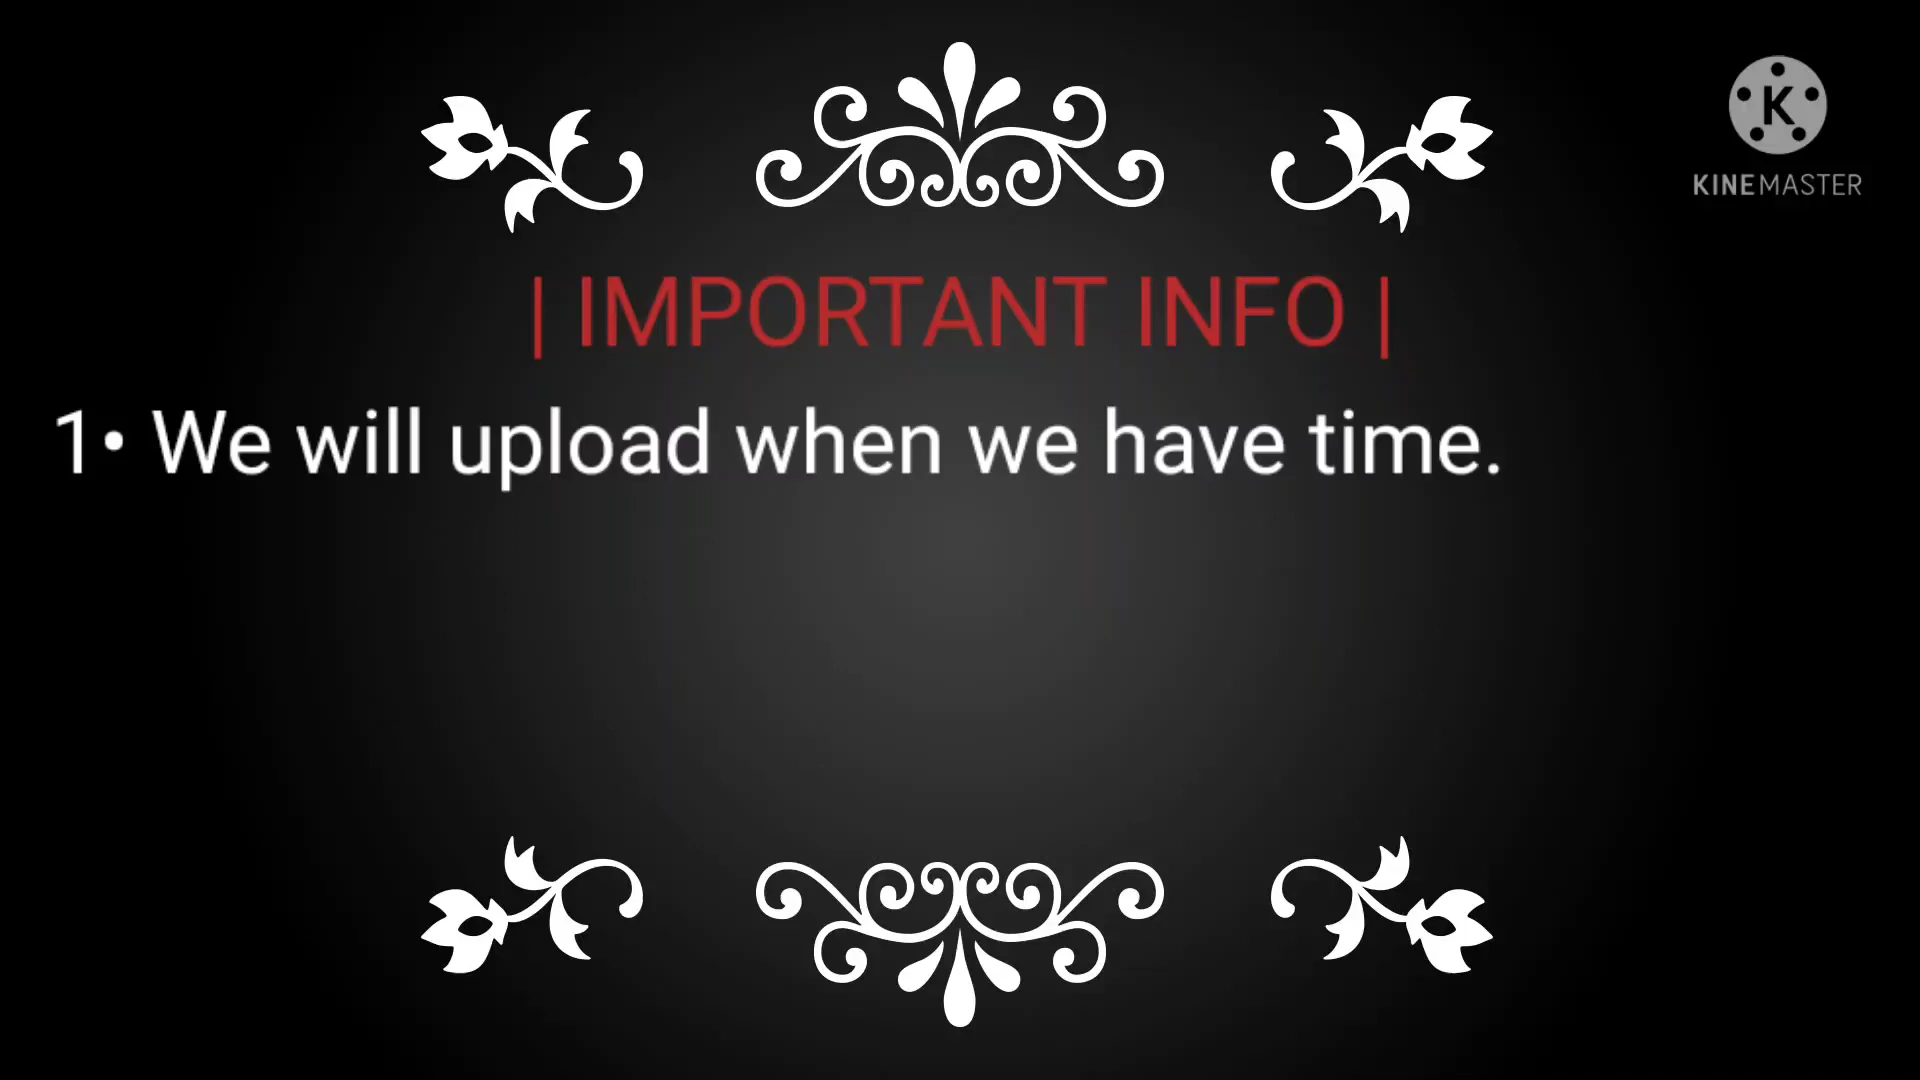 K
KINEMASTER
| IMPORTANT INFO |
1• We will upload when we have time.